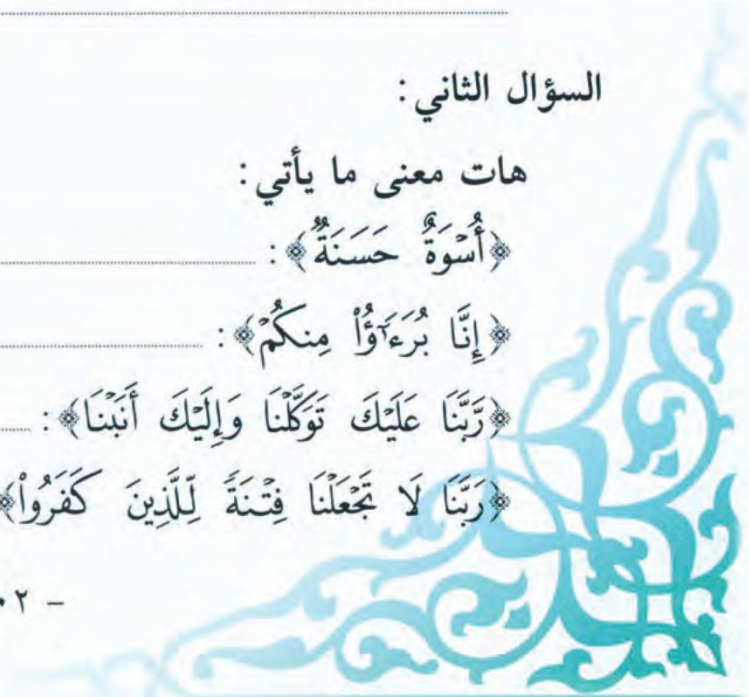 السؤال الثاني:
هات معنى ما يأتي:
﴿أُسْوَةٌ حَسَنَةٌ﴾:
﴿إِنَّا بُرَءَٰٓؤُاْ مِنكُمْ﴾:
﴿رَّبَّنَا عَلَيْكَ تَوَكَّلْنَا وَإِلَيْكَ أَنَبْنَا﴾:
﴿رَبَّنَا لَا تَجْعَلْنَا فِتْنَةً لِّلَّذِينَ كَفَرُواْ﴾